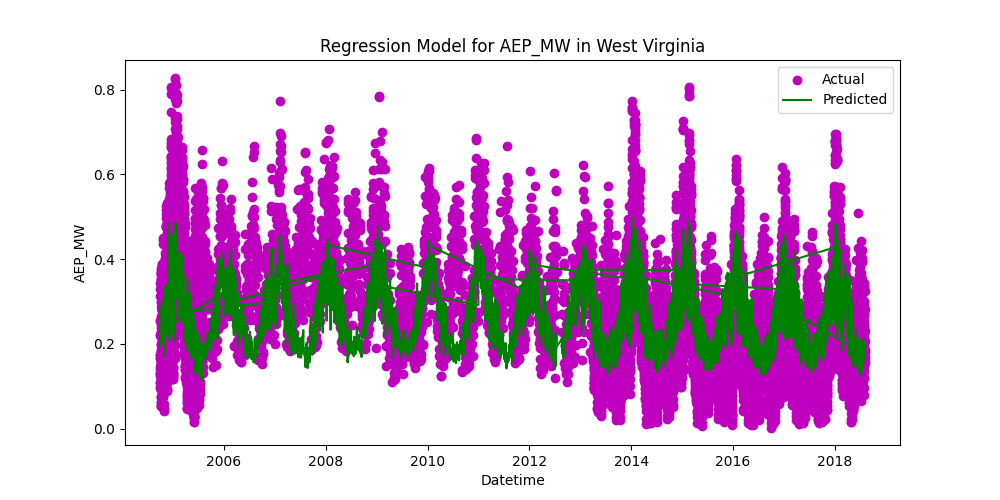 Regression Model for AEP_MW in West Virginia
Actual
Predicted
AEP_MW
0.8
0.6
0.4
0.2
0.0
2006 2008 2010 2012 2014 2016 2018
Datetime